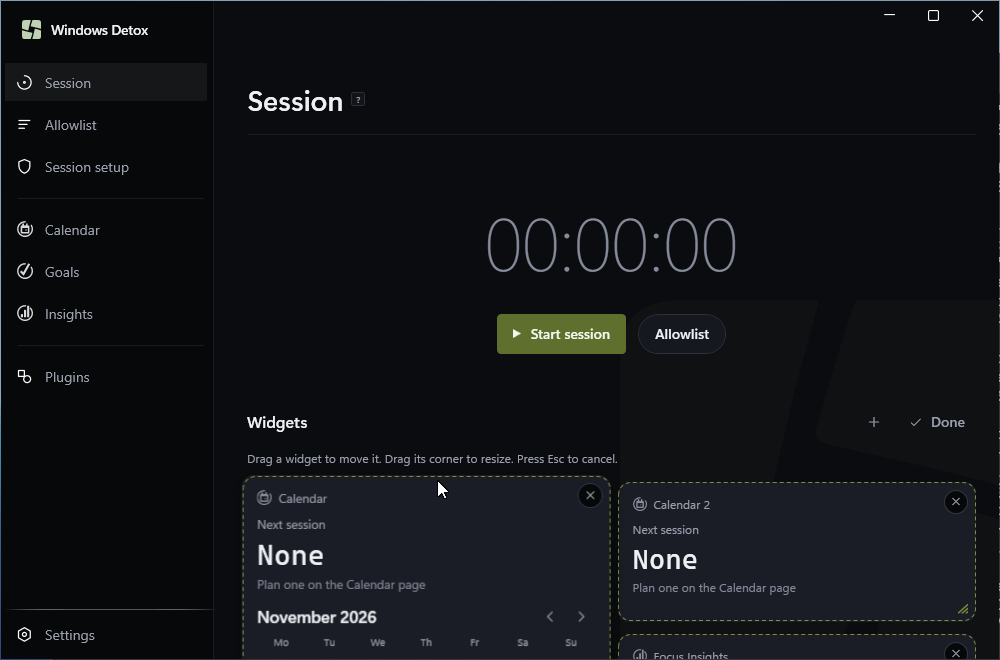 Windows Detox
Session
Allowlist
Session setup
Calendar
Goals
Insights
Plugins
Settings
Session ?
00:00:00
Start session
Allowlist
Widgets
Done
Drag a widget to move it. Drag its corner to resize. Press Esc to cancel.
Calendar
Next session
None
Plan one on the Calendar page
November 2026
Mo Tu We Th Fr Sa Su
Calendar 2
Next session
None
Plan one on the Calendar page
Focus Insights